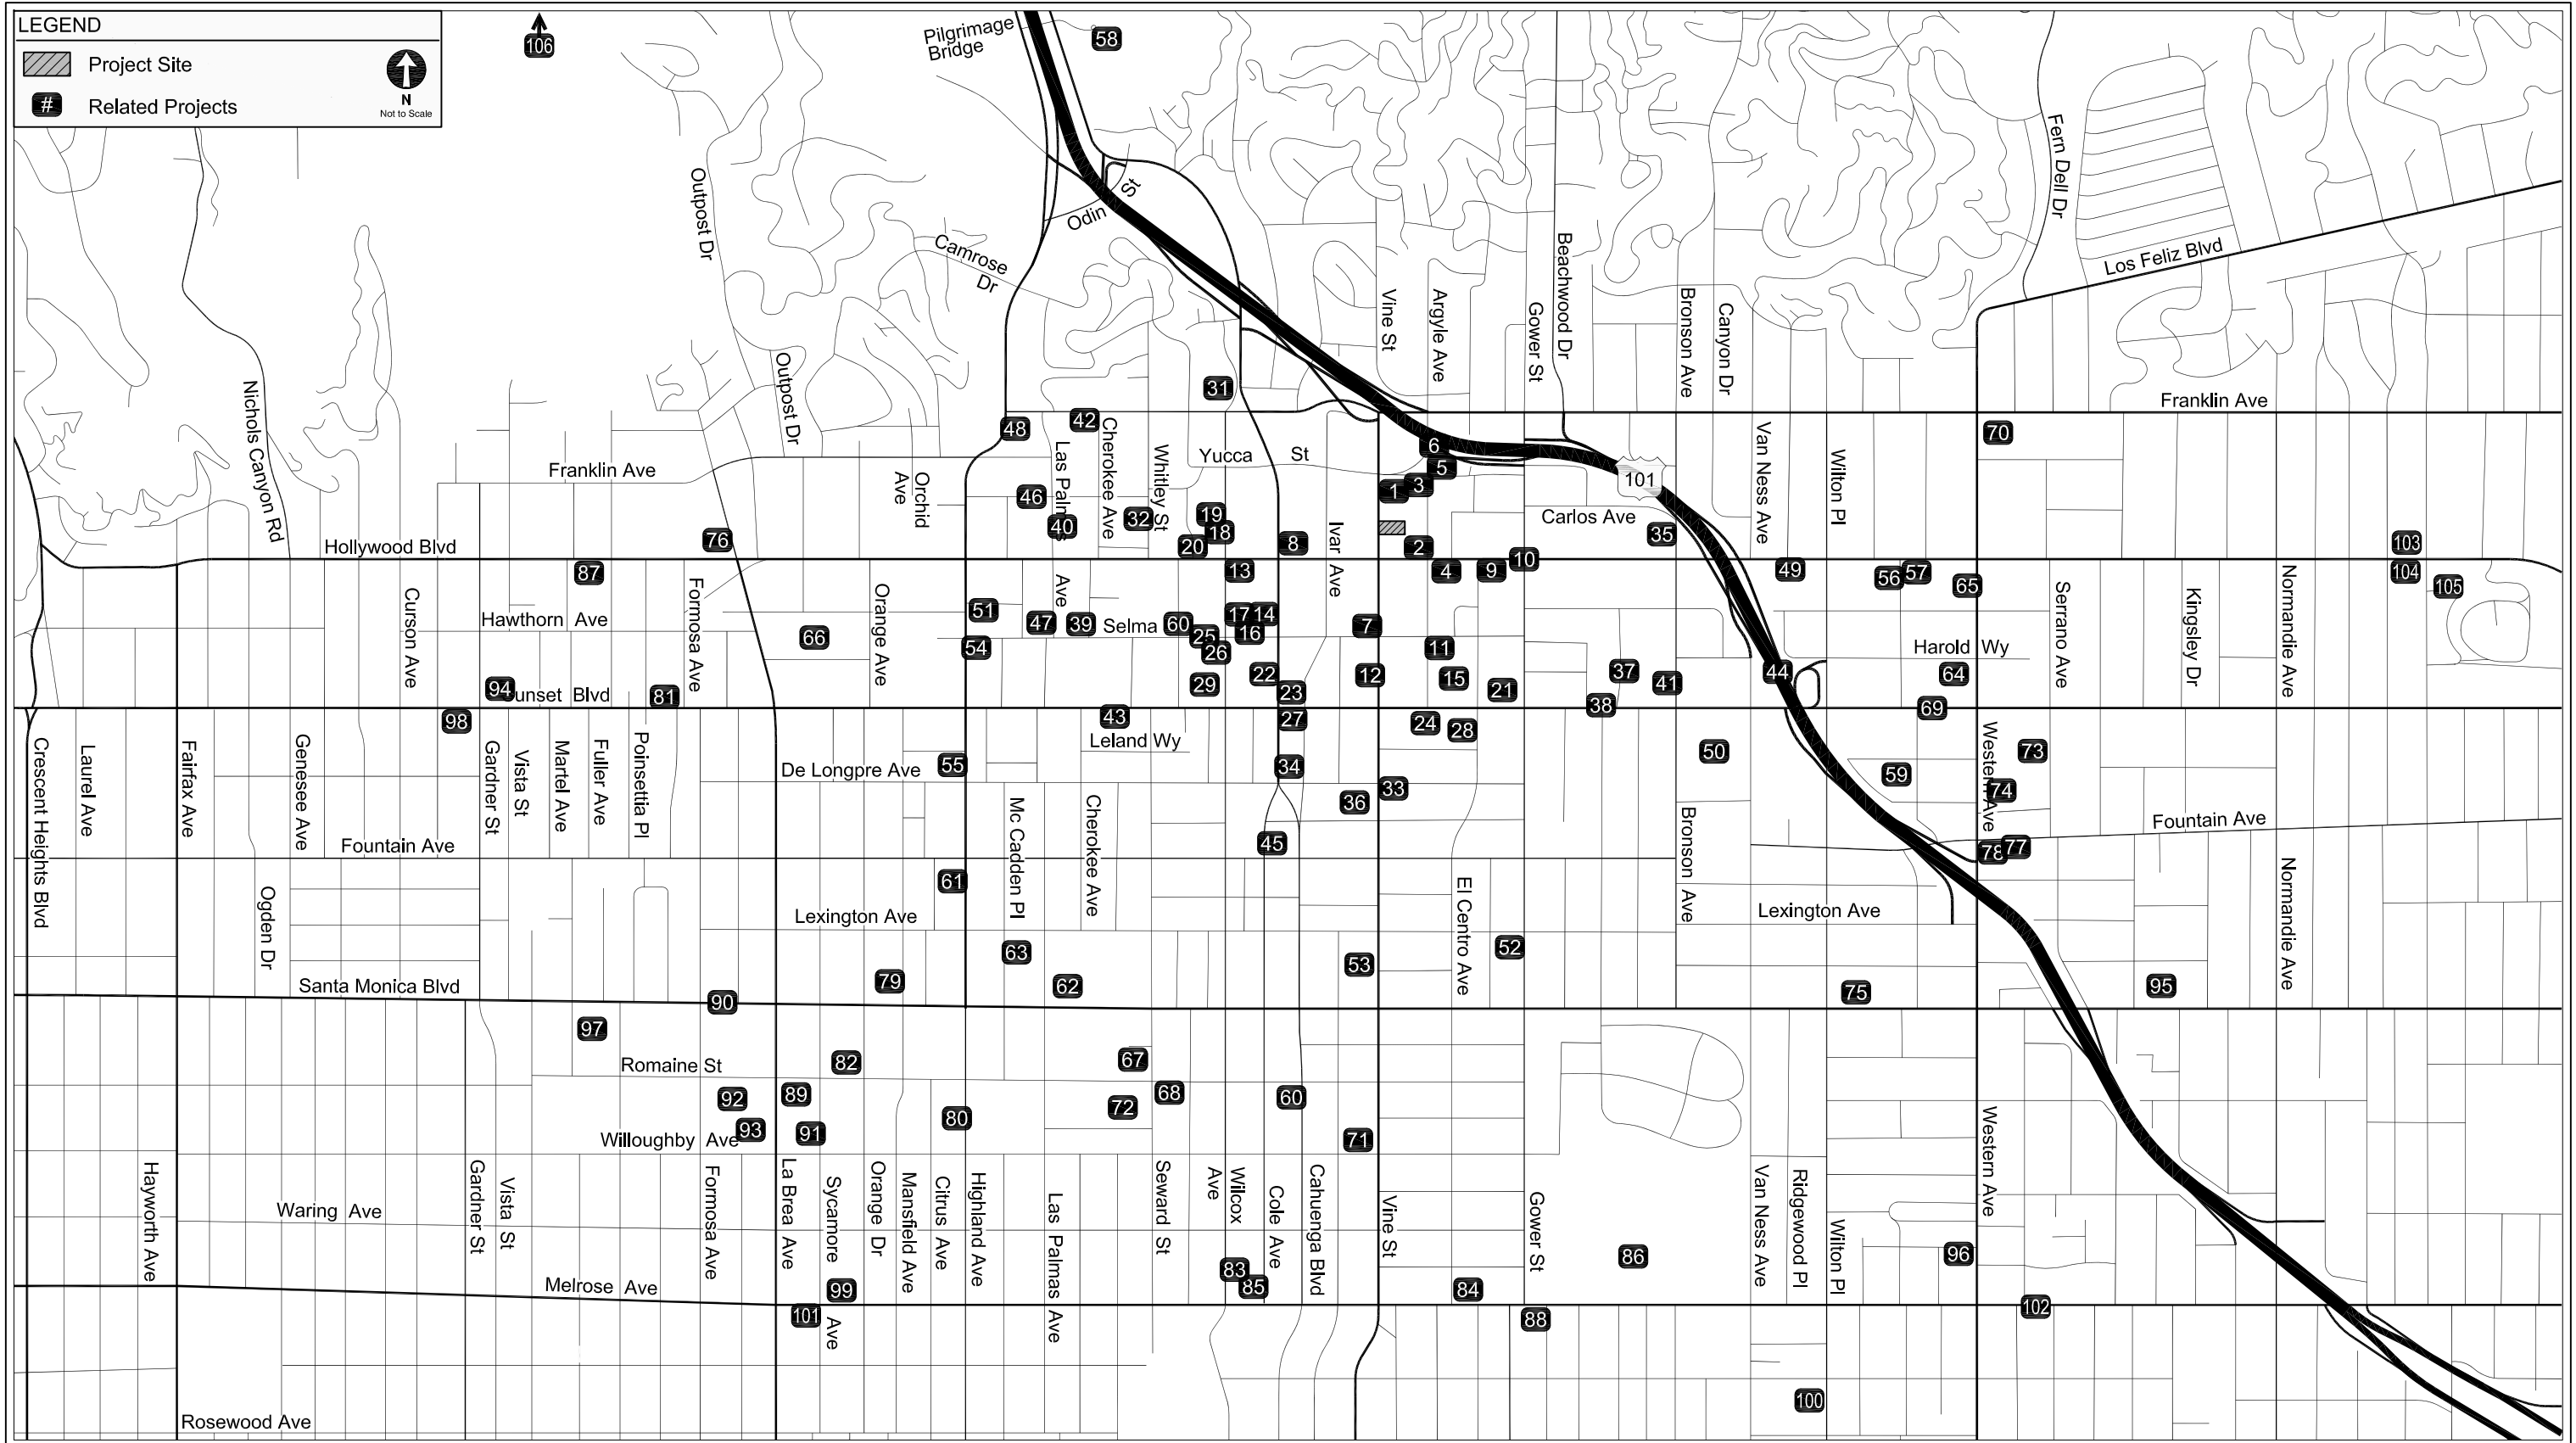 LEGEND
Project Site
# Related Projects
N
Not to Scale
106
Pilgrimage
Bridge
58
Odin St
Camrose
Dr
Outpost Dr
Outpost Dr
Nichols Canyon Rd
Vine St
Argyle Ave
Gower St
Beachwood Dr
Bronson Ave
Canyon Dr
Fern Dell Dr
Los Feliz Blvd
Franklin Ave
31
48
42
6
70
Franklin Ave
Orchid
Ave
Las Palmas
Cherokee Ave
Whitley St
Yucca St
5
101
Van Ness Ave
Wilton Pl
46
1
3
40
32
19
18
20
8
Ivar Ave
2
Carlos Ave
35
76
Hollywood Blvd
10
103
87
13
4
9
49
56
57
65
104
105
Curson Ave
Hawthorn Ave
Formosa Ave
Orange Ave
51
Ave
47
39
Selma
60
17
14
25
16
26
7
11
66
54
Harold Wy
Serrano Ave
Kingsley Dr
Normandie Ave
94
unset Blvd
81
29
22
23
12
15
21
37
41
38
44
64
69
98
43
27
24
28
Leland Wy
50
73
Crescent Heights Blvd
Laurel Ave
Fairfax Ave
Genesee Ave
Gardner St
Vista St
Martel Ave
Fuller Ave
Poinsettia Pl
De Longpre Ave
55
34
33
36
59
74
Western Ave
Fountain Ave
Mc Cadden Pl
Cherokee Ave
45
Bronson Ave
78
77
Fountain Ave
Ogden Dr
61
El Centro Ave
Lexington Ave
Lexington Ave
Normandie Ave
63
52
53
Santa Monica Blvd
79
62
75
95
90
97
Romaine St
82
67
92
89
80
72
68
60
93
91
Willoughby Ave
71
Hayworth Ave
Waring Ave
Gardner St
Vista St
Formosa Ave
La Brea Ave
Sycamore
Ave
Orange Dr
Mansfield Ave
Citrus Ave
Highland Ave
Las Palmas Ave
Seward St
Wilcox
Ave
Cole Ave
Cahuenga Blvd
Vine St
Gower St
Van Ness Ave
Ridgewood Pl
Wilton Pl
Western Ave
86
96
83
85
84
Melrose Ave
99
101
88
102
100
Rosewood Ave